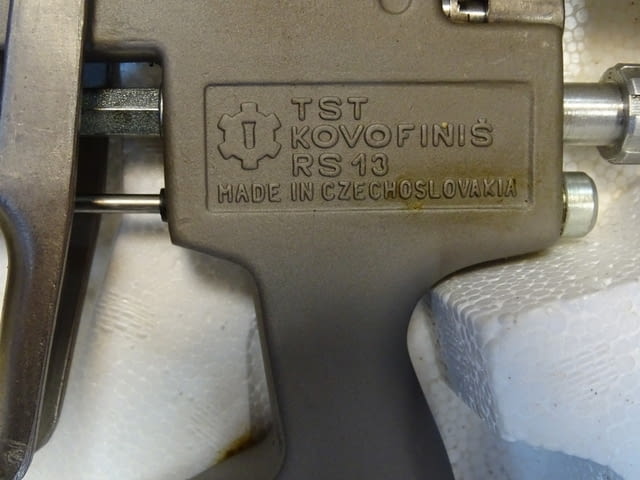 TST
KOVOFINIŠ
RS 13
MADE IN CZECHOSLOVAKIA